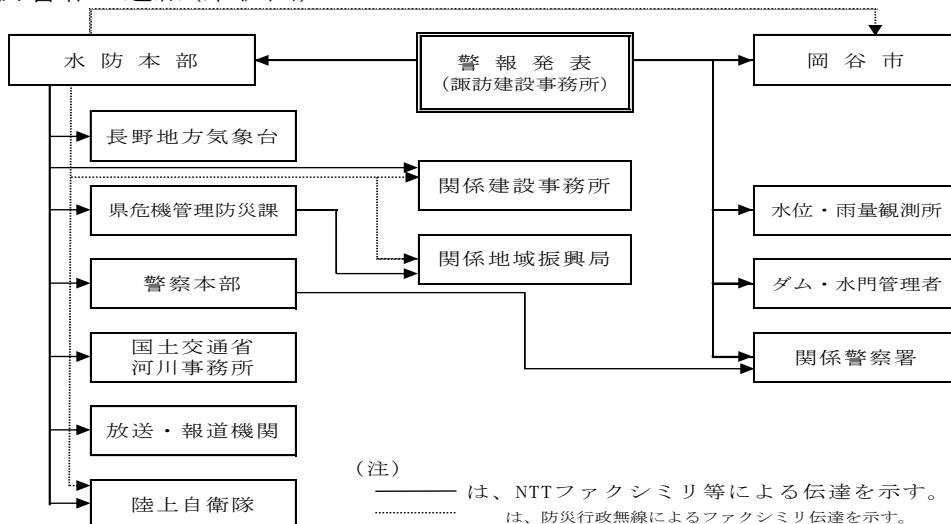 水防本部
警報発表
(諏訪建設事務所)
岡谷市
長野地方気象台
関係建設事務所
県危機管理防災課
水位・雨量観測所
関係地域振興局
警察本部
ダム・水門管理者
国土交通省
河川事務所
関係警察署
放送・報道機関
陸上自衛隊
(注)
は、NTTファクシミリ等による伝達を示す。
は、防災行政無線によるファクシミリ伝達を示す。